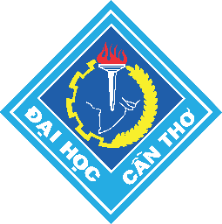 ĐẠI HỌC
CẦN THƠ